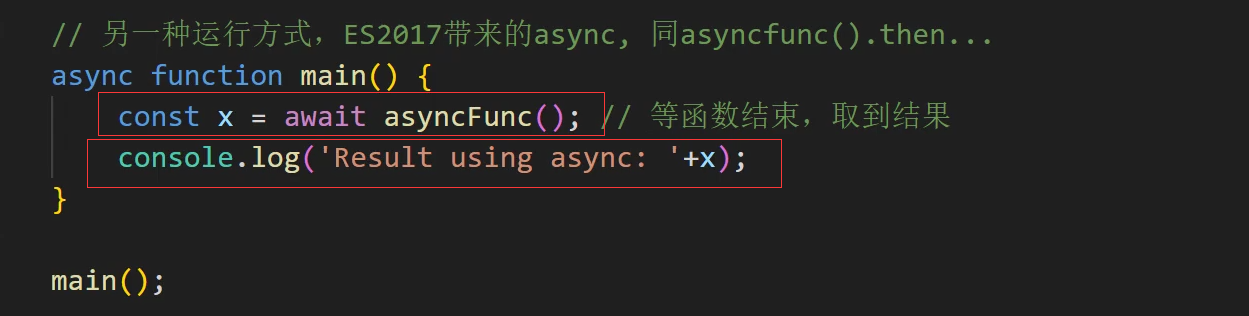 // 另一种运行方式，ES2017带来的async, 同asyncfunc().then...
async function main() {
const x = await asyncFunc(); // 等函数结束，取到结果
console.log('Result using async: '+x);
}
main();